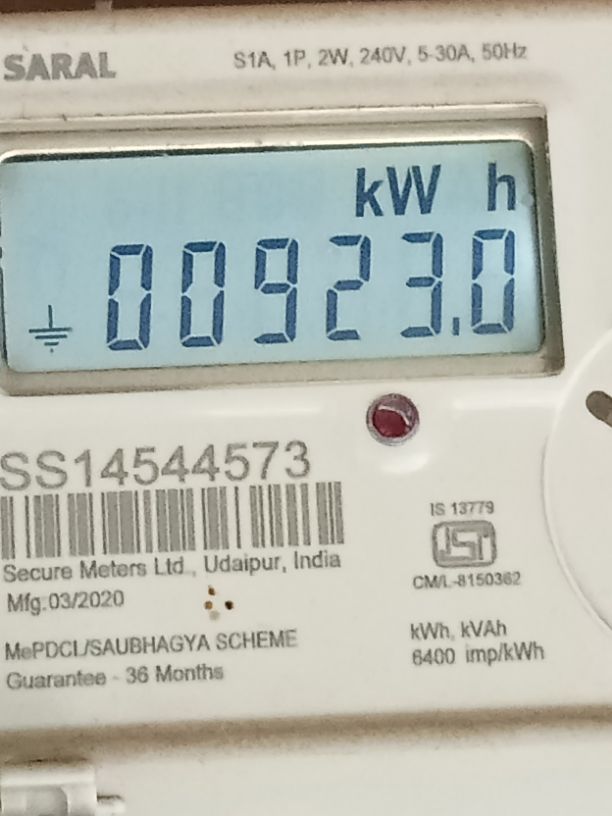 SARAL
S1A, 1P, 2W, 240V, 5-30A, 50Hz
kW h
00923.0
SS14544573
Secure Meters Ltd., Udaipur, India
Mfg.03/2020
MePDCL/SAUBHAGYA SCHEME
Guarantee - 36 Months
IS 13779
ISI
CM/L-8150362
kWh, kVAh
6400 imp/kWh